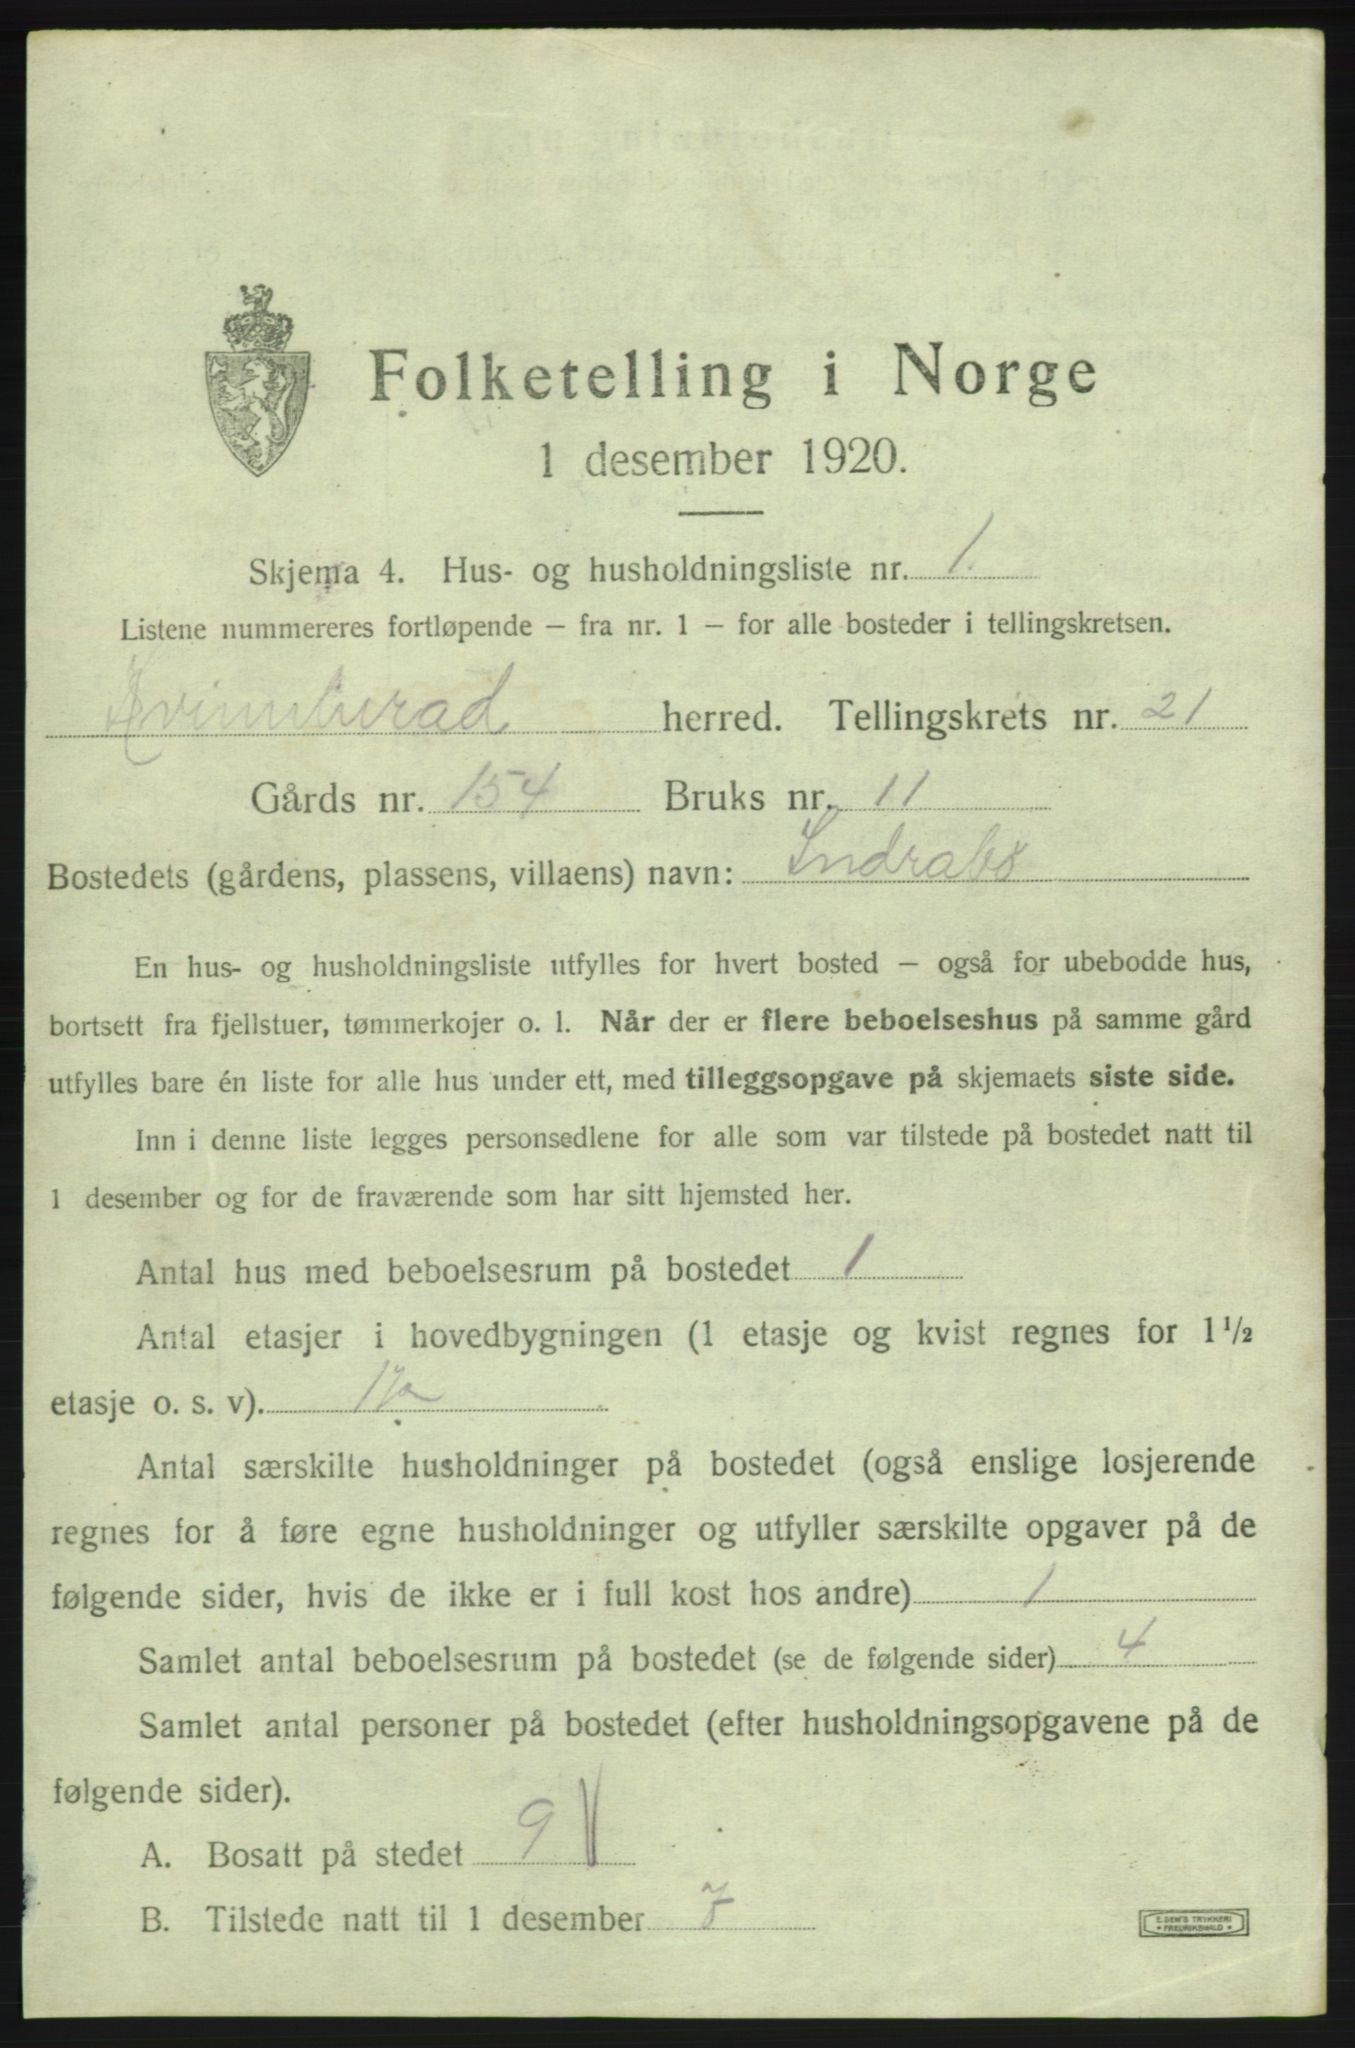 Folketelling i Norge
1 desember 1920.
Skjema 4. Hus- og husholdningsliste nr. 1.
Listene nummereres fortløpende – fra nr. 1 – for alle bosteder i tellingskretsen.
Kvinnherad herred. Tellingskrets nr. 21
Gårds nr. 154 Bruks nr. 11
Bostedets (gårdens, plassens, villaens) navn: Indrabø
En hus- og husholdningsliste utfylles for hvert bosted – også for ubebodde hus,
bortsett fra fjellstuer, tømmerkojer o. l. Når der er flere beboelseshus på samme gård
utfylles bare én liste for alle hus under ett, med tilleggsopgave på skjemaets siste side.
Inn i denne liste legges personsedlene for alle som var tilstede på bostedet natt til
1 desember og for de fraværende som har sitt hjemsted her.
Antal hus med beboelsesrum på bostedet 1
Antal etasjer i hovedbygningen (1 etasje og kvist regnes for 1 1/2
etasje o. s. v). 1 1/2
Antal særskilte husholdninger på bostedet (også enslige losjerende
regnes for å føre egne husholdninger og utfyller særskilte opgaver på de
følgende sider, hvis de ikke er i full kost hos andre) 1
Samlet antal beboelsesrum på bostedet (se de følgende sider) 4
Samlet antal personer på bostedet (efter husholdningsopgavene på de
følgende sider).
A. Bosatt på stedet 9
B. Tilstede natt til 1 desember 7
E. SEM'S TRYKKERI
FREDRIKSHALD